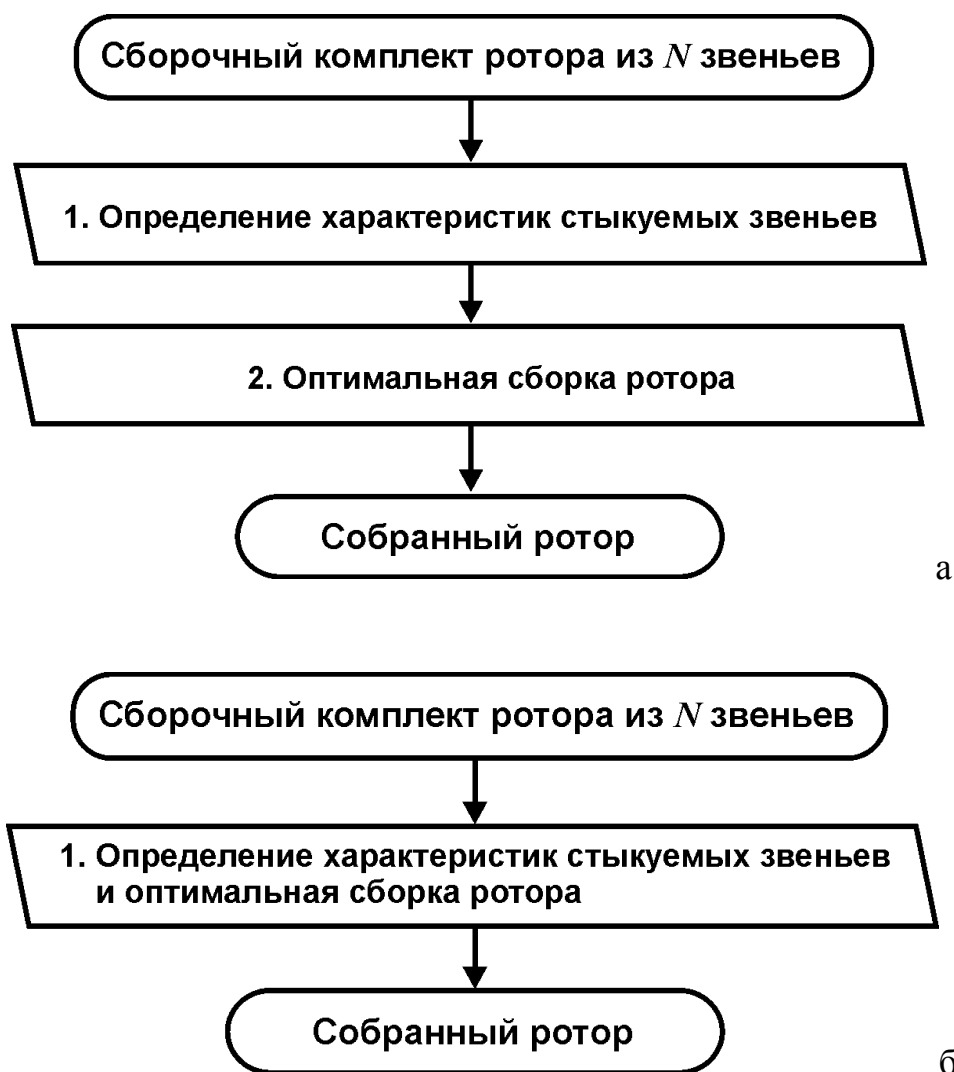 Сборочный комплект ротора из N звеньев
1. Определение характеристик стыкуемых звеньев
2. Оптимальная сборка ротора
Собранный ротор
а
Сборочный комплект ротора из N звеньев
1. Определение характеристик стыкуемых звеньев
и оптимальная сборка ротора
Собранный ротор
б